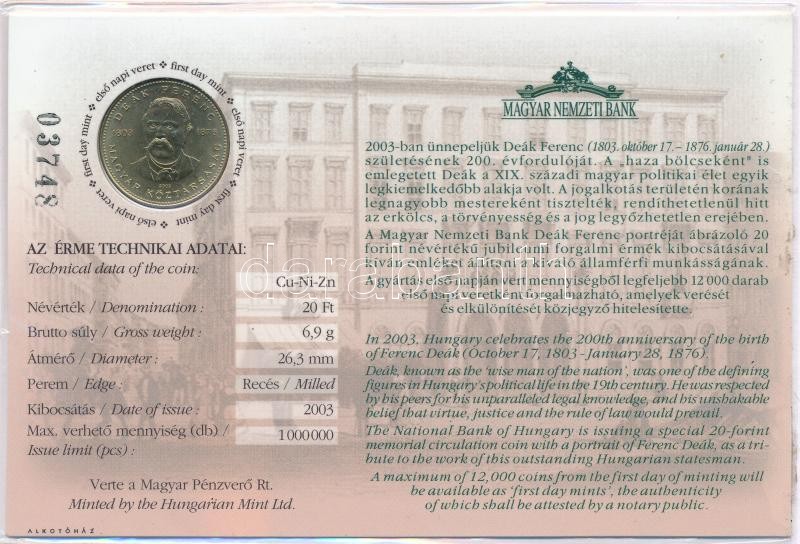 első napi veret ★ first day mint ★ első napi veret ★ first day mint ★ első napi veret ★ first day mint ★
DEÁK FERENC
1803 1876
2003
MAGYAR KÖZTÁRSASÁG
03748
AZ ÉRME TECHNIKAI ADATAI:
Technical data of the coin:
Cu-Ni-Zn
Névérték / Denomination : 20 Ft
Bruttó súly / Gross weight : 6,9 g
Átmérő / Diameter : 26,3 mm
Perem / Edge : Recés / Milled
Kibocsátás / Date of issue : 2003
Max. verhető mennyiség (db) /
Issue limit (pcs) : 1000000
Verte a Magyar Pénzverő Rt.
Minted by the Hungarian Mint Ltd.
ALKOTÓHÁZ
MAGYAR NEMZETI BANK
2003-ban ünnepeljük Deák Ferenc (1803. október 17. – 1876. január 28.)
születésének 200. évfordulóját. A „haza bölcseként" is
emlegetett Deák a XIX. századi magyar politikai élet egyik
legkiemelkedőbb alakja volt. A jogalkotás területén korának
legnagyobb mestereként tisztelték, rendíthetetlenül hitt
az erkölcs, a törvényesség és a jog legyőzhetetlen erejében.
A Magyar Nemzeti Bank Deák Ferenc portréját ábrázoló 20
forint névértékű jubileumi forgalmi érmék kibocsátásával
kíván emléket állítani a kiváló államférfi munkásságának.
A gyártás első napján vert mennyiségből legfeljebb 12 000 darab
első napi veretként forgalmazható, amelyek verését
és elkülönítését közjegyző hitelesítette.
In 2003, Hungary celebrates the 200th anniversary of the birth
of Ferenc Deák (October 17, 1803 - January 28, 1876).
Deák, known as the 'wise man of the nation', was one of the defining
figures in Hungary's political life in the 19th century. He was respected
by his peers for his unparalleled legal knowledge, and his unshakable
belief that virtue, justice and the rule of law would prevail.
The National Bank of Hungary is issuing a special 20-forint
memorial circulation coin with a portrait of Ferenc Deák, as a tri-
bute to the work of this outstanding Hungarian statesman.
A maximum of 12,000 coins from the first day of minting will
be available as 'first day mints', the authenticity
of which shall be attested by a notary public.